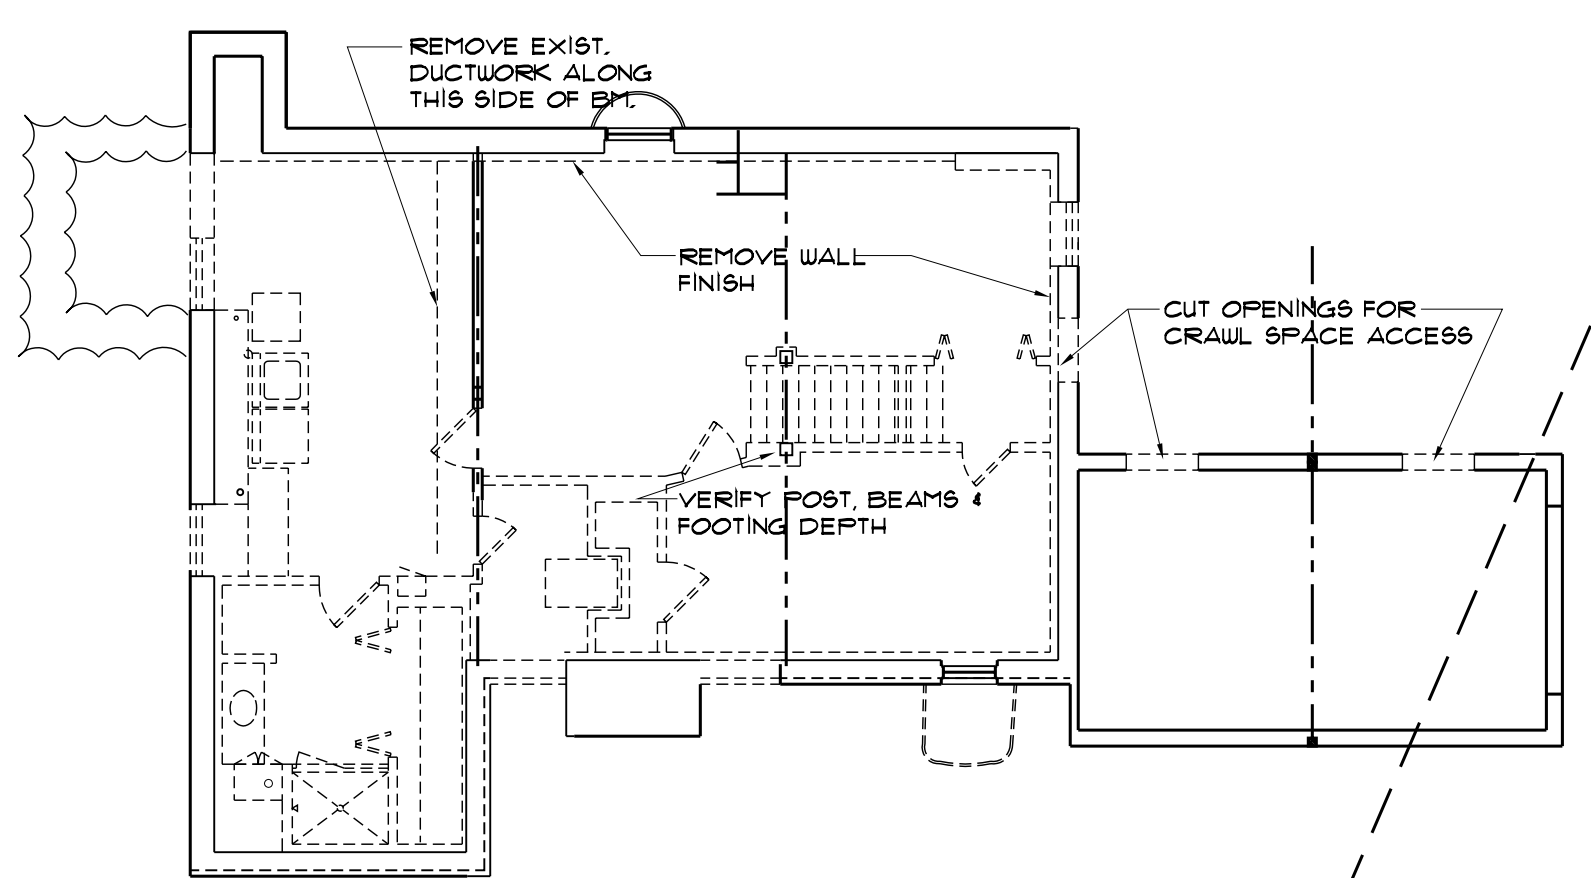 REMOVE EXIST.
DUCTWORK ALONG
THIS SIDE OF BM.
REMOVE WALL
FINISH
CUT OPENINGS FOR
CRAWL SPACE ACCESS
VERIFY POST, BEAMS &
FOOTING DEPTH